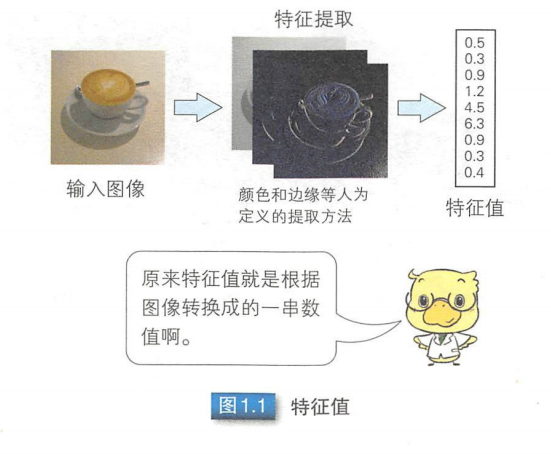 特征提取
0.5
0.3
0.9
1.2
4.5
6.3
0.9
0.3
0.4
输入图像
颜色和边缘等人为
定义的提取方法
特征值
原来特征值就是根据
图像转换成的一串数
值啊。
图1.1 特征值